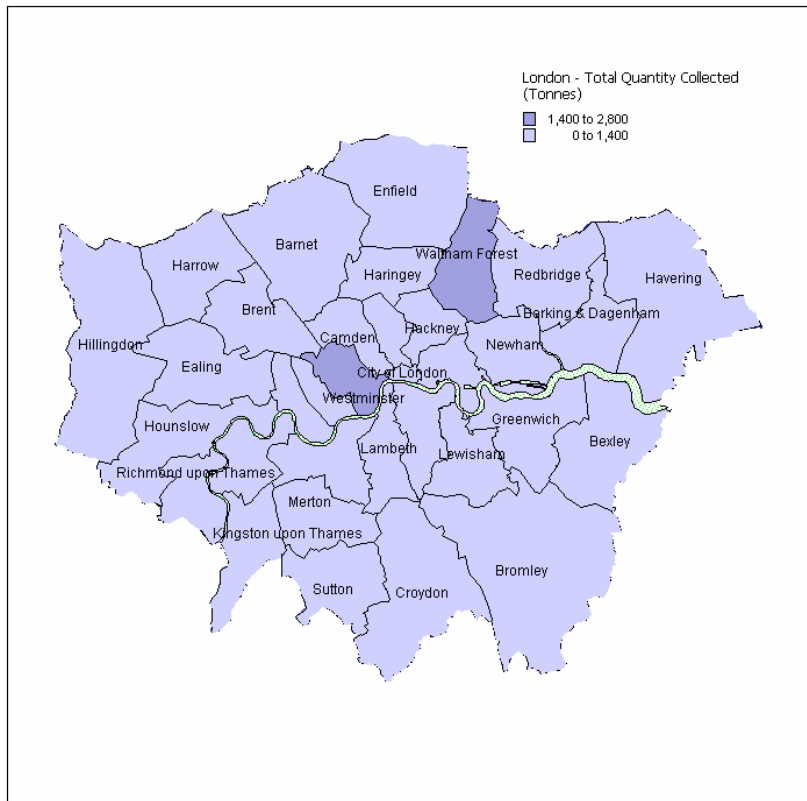 London - Total Quantity Collected
(Tonnes)
1,400 to 2,800
0 to 1,400
Enfield
Barnet
Waltham Forest
Harrow
Haringey
Redbridge
Havering
Brent
Barking & Dagenham
Hackney
Camden
Hillingdon
Newham
Ealing
City of London
Westminster
Hounslow
Greenwich
Bexley
Lambeth
Lewisham
Richmond upon Thames
Merton
Kingston upon Thames
Bromley
Sutton
Croydon